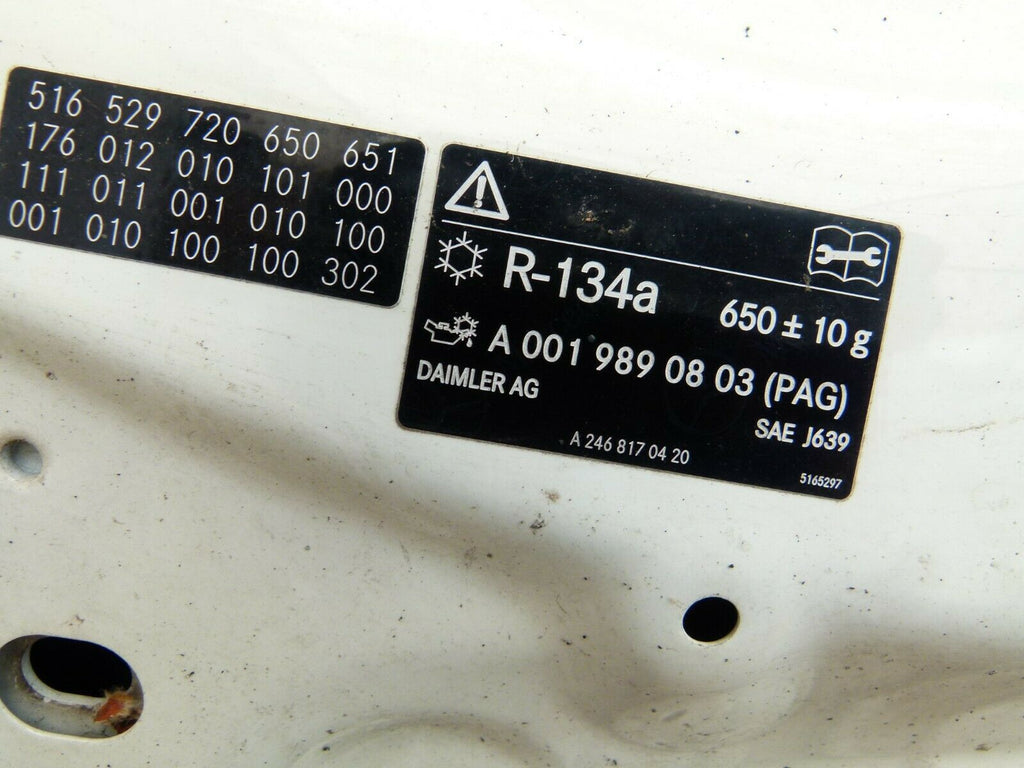 516 529 720 650 651
176 012 010 101 000
111 011 001 010 100
001 010 100 100 302
R-134a 650 ± 10 g
A 001 989 08 03 (PAG)
DAIMLER AG
SAE J639
A 246 817 04 20
5165297